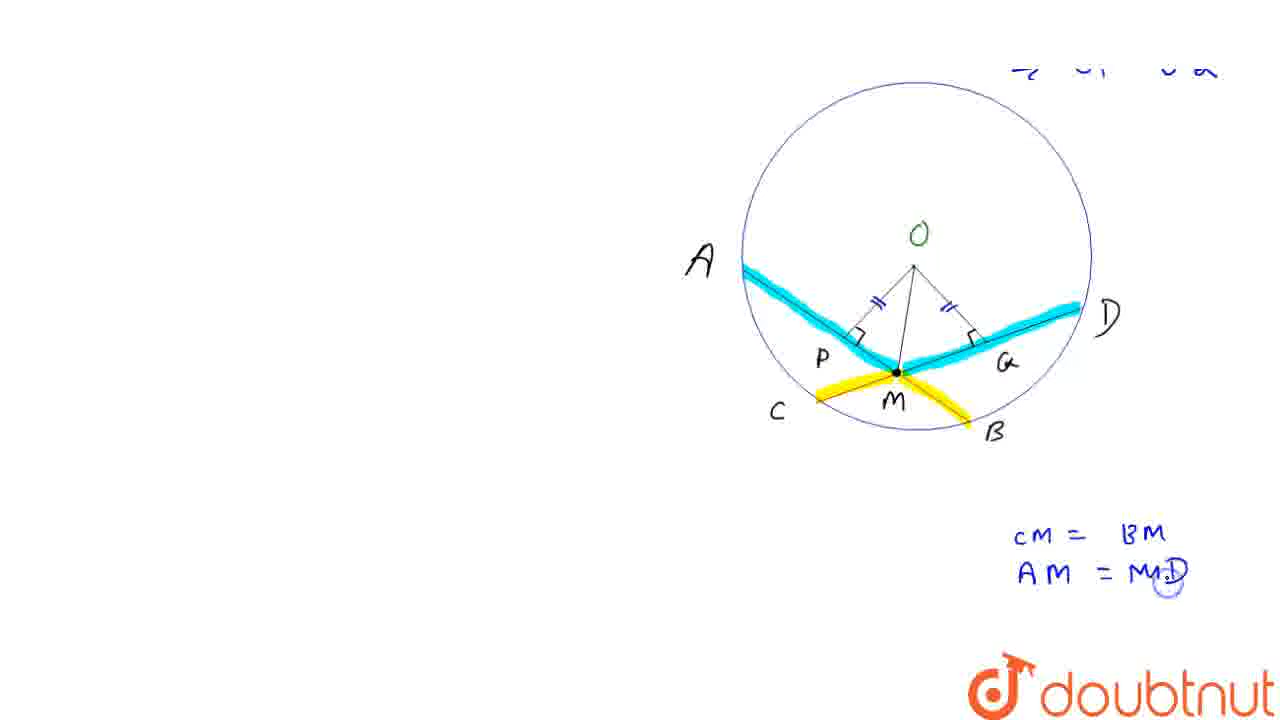 O
A
D
P
Q
C
M
B
CM = BM
AM = MD
doubtnut